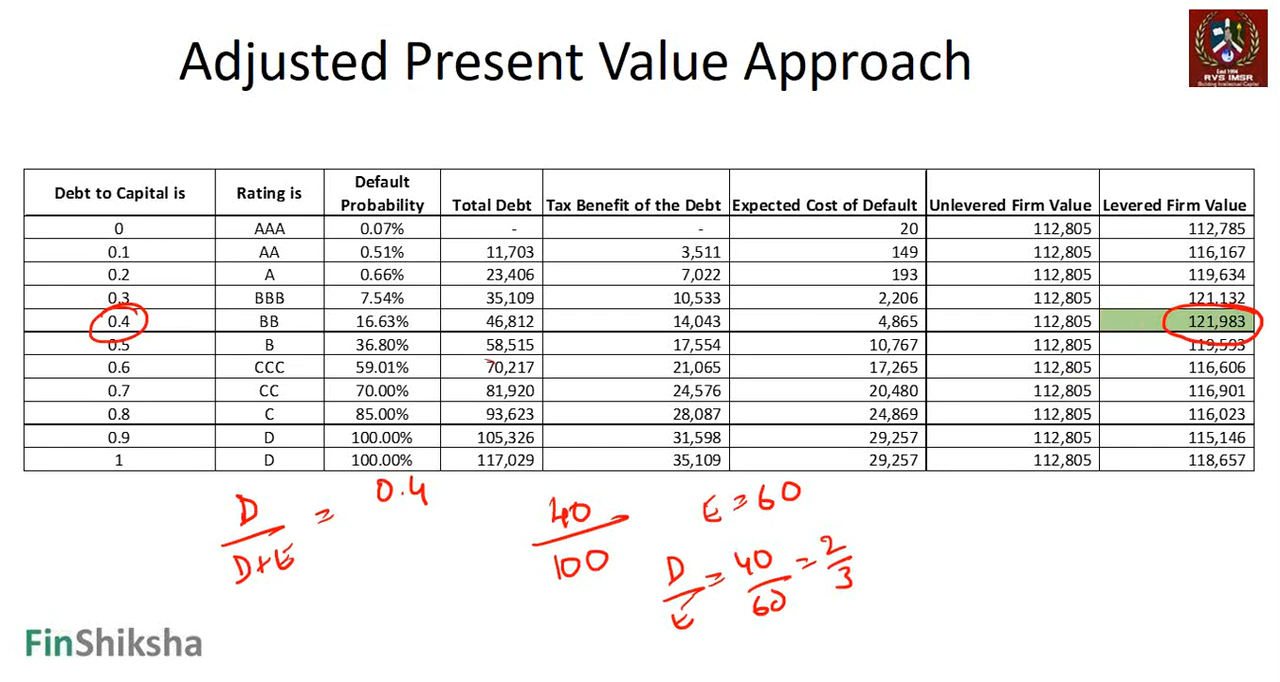 Adjusted Present Value Approach
Estd 1984
RVS IMSR
Building Intellectual Capital
Debt to Capital is Rating is Default Probability Total Debt Tax Benefit of the Debt Expected Cost of Default Unlevered Firm Value Levered Firm Value
0 AAA 0.07% - - 20 112,805 112,785
0.1 AA 0.51% 11,703 3,511 149 112,805 116,167
0.2 A 0.66% 23,406 7,022 193 112,805 119,634
0.3 BBB 7.54% 35,109 10,533 2,206 112,805 121,132
0.4 BB 16.63% 46,812 14,043 4,865 112,805 121,983
0.5 B 36.80% 58,515 17,554 10,767 112,805 119,593
0.6 CCC 59.01% 70,217 21,065 17,265 112,805 116,606
0.7 CC 70.00% 81,920 24,576 20,480 112,805 116,901
0.8 C 85.00% 93,623 28,087 24,869 112,805 116,023
0.9 D 100.00% 105,326 31,598 29,257 112,805 115,146
1 D 100.00% 117,029 35,109 29,257 112,805 118,657
D/D+E = 0.4
40/100
E = 60
D/E = 40/60 = 2/3
FinShiksha